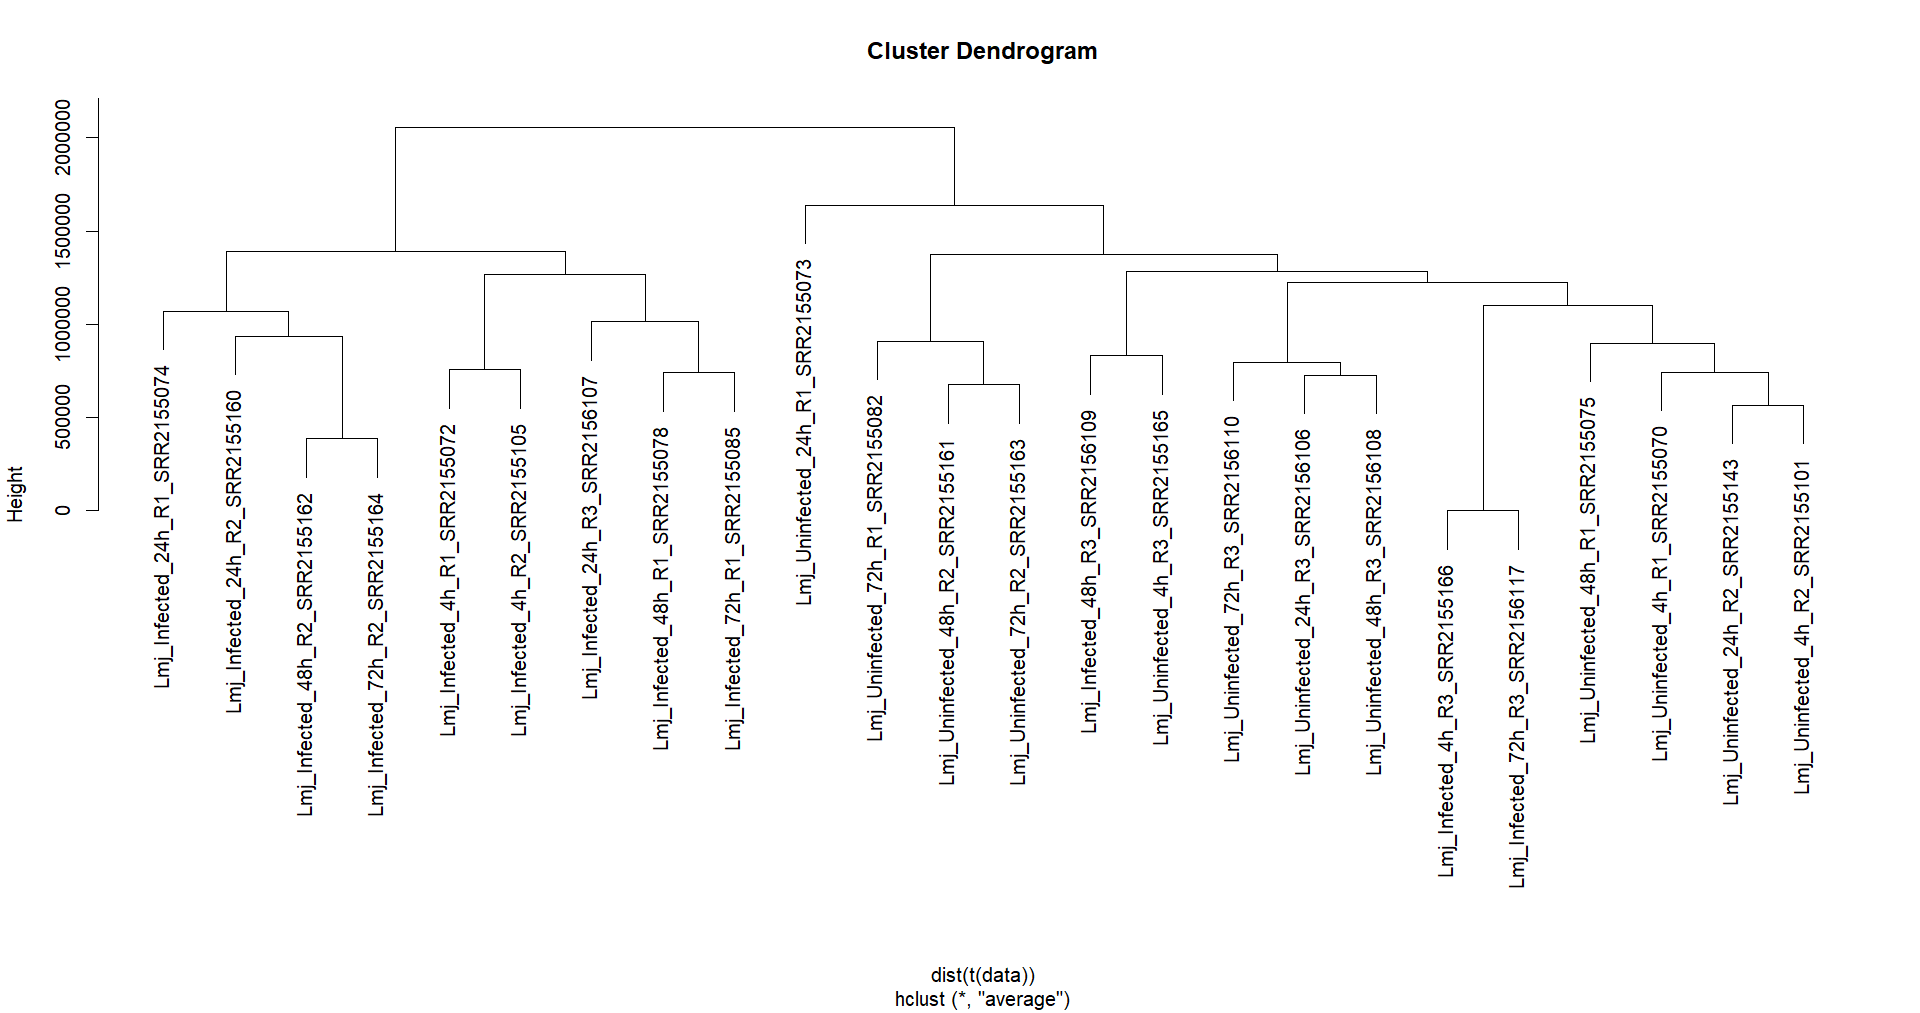 Cluster Dendrogram
Height
2000000
1500000
1000000
500000
0
Lmj_Infected_24h_R1_SRR2155074
Lmj_Infected_24h_R2_SRR2155160
Lmj_Infected_48h_R2_SRR2155162
Lmj_Infected_72h_R2_SRR2155164
Lmj_Infected_4h_R1_SRR2155072
Lmj_Infected_4h_R2_SRR2155105
Lmj_Infected_24h_R3_SRR2156107
Lmj_Infected_48h_R1_SRR2155078
Lmj_Infected_72h_R1_SRR2155085
Lmj_Uninfected_24h_R1_SRR2155073
Lmj_Uninfected_72h_R1_SRR2155082
Lmj_Uninfected_48h_R2_SRR2155161
Lmj_Uninfected_72h_R2_SRR2155163
Lmj_Infected_48h_R3_SRR2156109
Lmj_Uninfected_4h_R3_SRR2155165
Lmj_Uninfected_72h_R3_SRR2156110
Lmj_Uninfected_24h_R3_SRR2156106
Lmj_Uninfected_48h_R3_SRR2156108
Lmj_Infected_4h_R3_SRR2155166
Lmj_Infected_72h_R3_SRR2156117
Lmj_Uninfected_48h_R1_SRR2155075
Lmj_Uninfected_4h_R1_SRR2155070
Lmj_Uninfected_24h_R2_SRR2155143
Lmj_Uninfected_4h_R2_SRR2155101
dist(t(data))
hclust (*, "average")